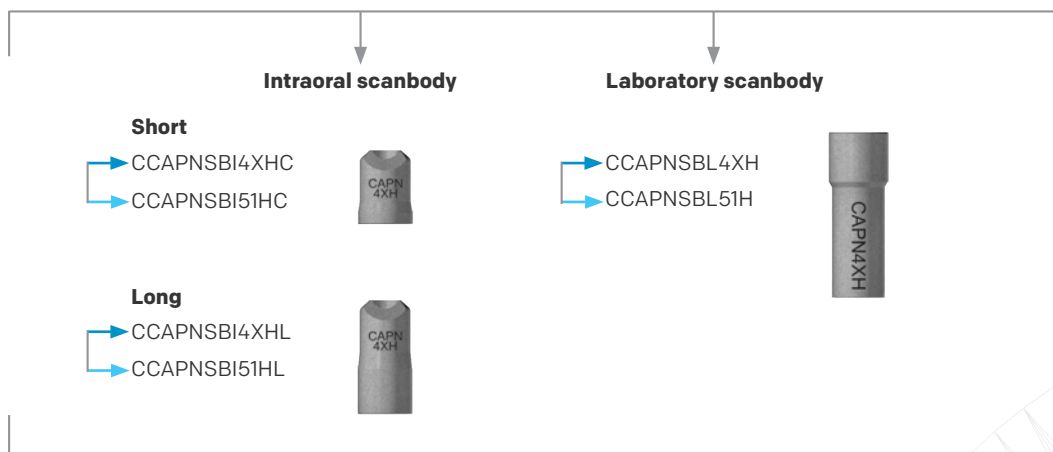 Intraoral scanbody
Short
CCAPNSBI4XHC
CCAPNSBI51HC
CAPN
4XH
Long
CCAPNSBI4XHL
CCAPNSBI51HL
CAPN
4XH
Laboratory scanbody
CCAPNSBL4XH
CCAPNSBL51H
CAPN4XH